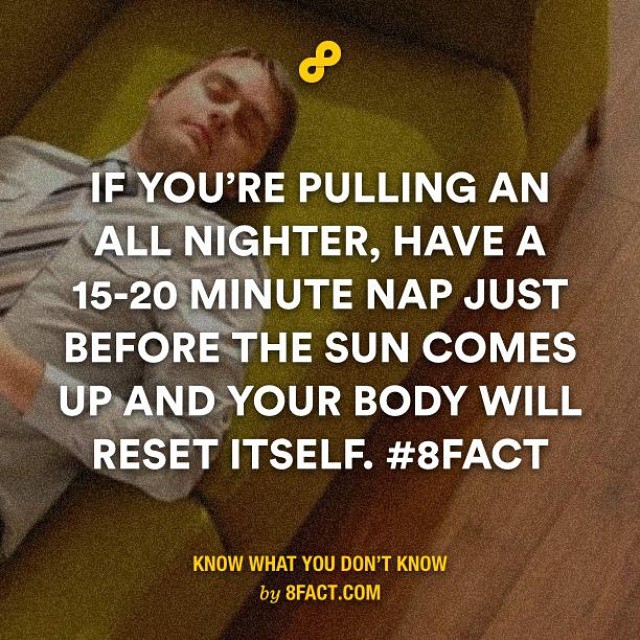 IF YOU'RE PULLING AN
ALL NIGHTER, HAVE A
15-20 MINUTE NAP JUST
BEFORE THE SUN COMES
UP AND YOUR BODY WILL
RESET ITSELF. #8FACT
KNOW WHAT YOU DON'T KNOW
by 8FACT.COM